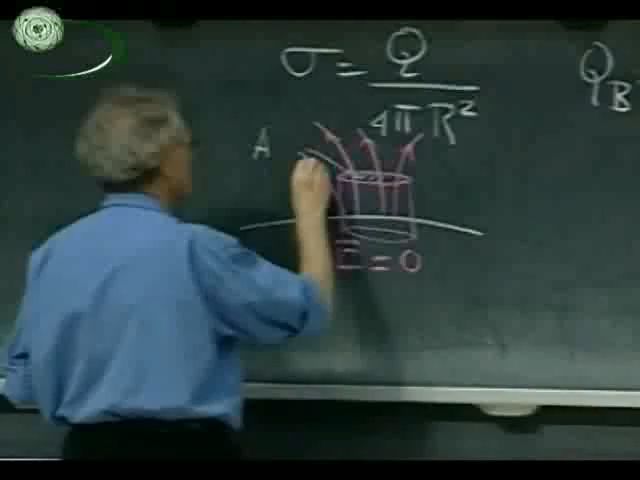 σ = Q / 4πR²
Q_B
A
E = 0